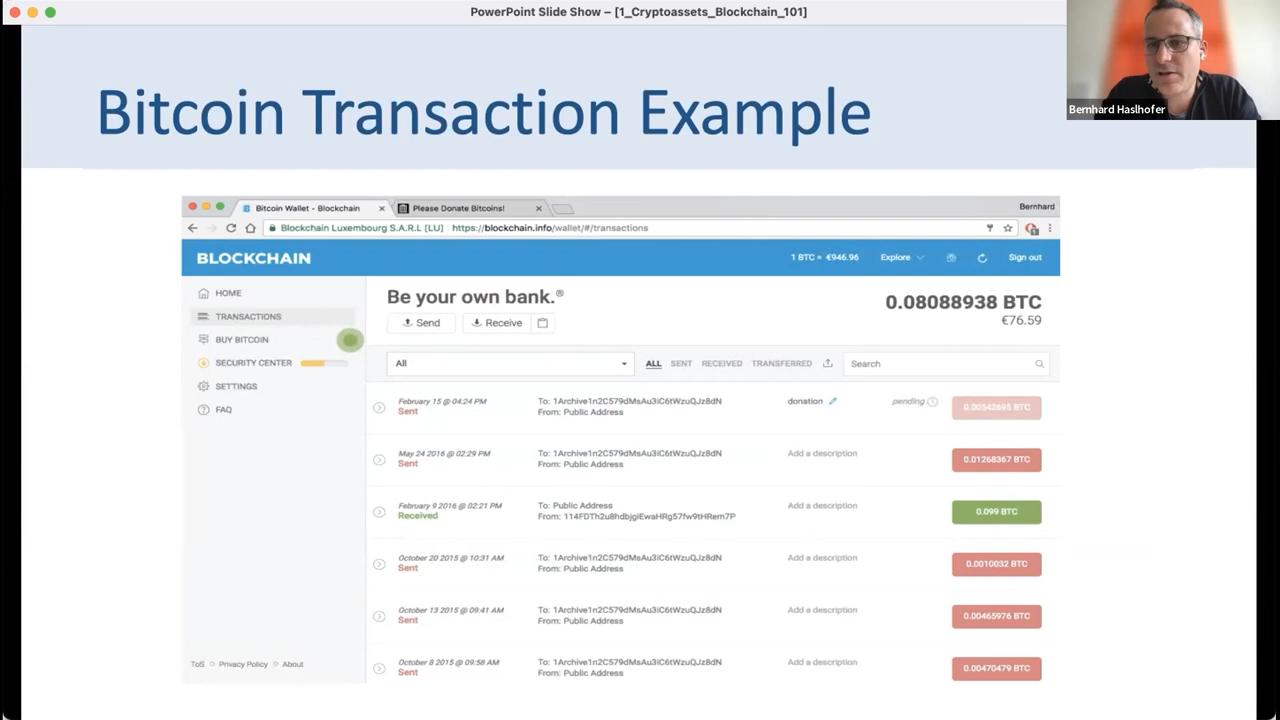 PowerPoint Slide Show – [1_Cryptoassets_Blockchain_101]
Bernhard Haslhofer
Bitcoin Transaction Example
Bitcoin Wallet - Blockchain
Please Donate Bitcoins!
Bernhard
Blockchain Luxembourg S.A.R.L [LU] https://blockchain.info/wallet/#/transactions
BLOCKCHAIN
1 BTC = €946.96
Explore
Sign out
HOME
TRANSACTIONS
BUY BITCOIN
SECURITY CENTER
SETTINGS
FAQ
ToS
Privacy Policy
About
Be your own bank.®
0.08088938 BTC
€76.59
Send
Receive
All
ALL SENT RECEIVED TRANSFERRED
Search
February 15 @ 04:24 PM To: 1Archive1n2C579dMsAu3iC6tWzuQJz8dN donation pending 0.00542695 BTC
Sent From: Public Address
May 24 2016 @ 02:29 PM To: 1Archive1n2C579dMsAu3iC6tWzuQJz8dN Add a description 0.01268367 BTC
Sent From: Public Address
February 9 2016 @ 02:21 PM To: Public Address Add a description 0.099 BTC
Received From: 114FDTh2u8hdbjgiEwaHRg57fw9tHRem7P
October 20 2015 @ 10:31 AM To: 1Archive1n2C579dMsAu3iC6tWzuQJz8dN Add a description 0.0010032 BTC
Sent From: Public Address
October 13 2015 @ 09:41 AM To: 1Archive1n2C579dMsAu3iC6tWzuQJz8dN Add a description 0.00465976 BTC
Sent From: Public Address
October 8 2015 @ 09:58 AM To: 1Archive1n2C579dMsAu3iC6tWzuQJz8dN Add a description 0.00470479 BTC
Sent From: Public Address